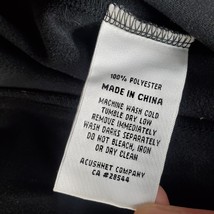 100% POLYESTER
MADE IN CHINA
MACHINE WASH COLD
TUMBLE DRY LOW
REMOVE IMMEDIATELY
WASH DARKS SEPARATELY
DO NOT BLEACH, IRON
OR DRY CLEAN
ACUSHNET COMPANY
CA #28544